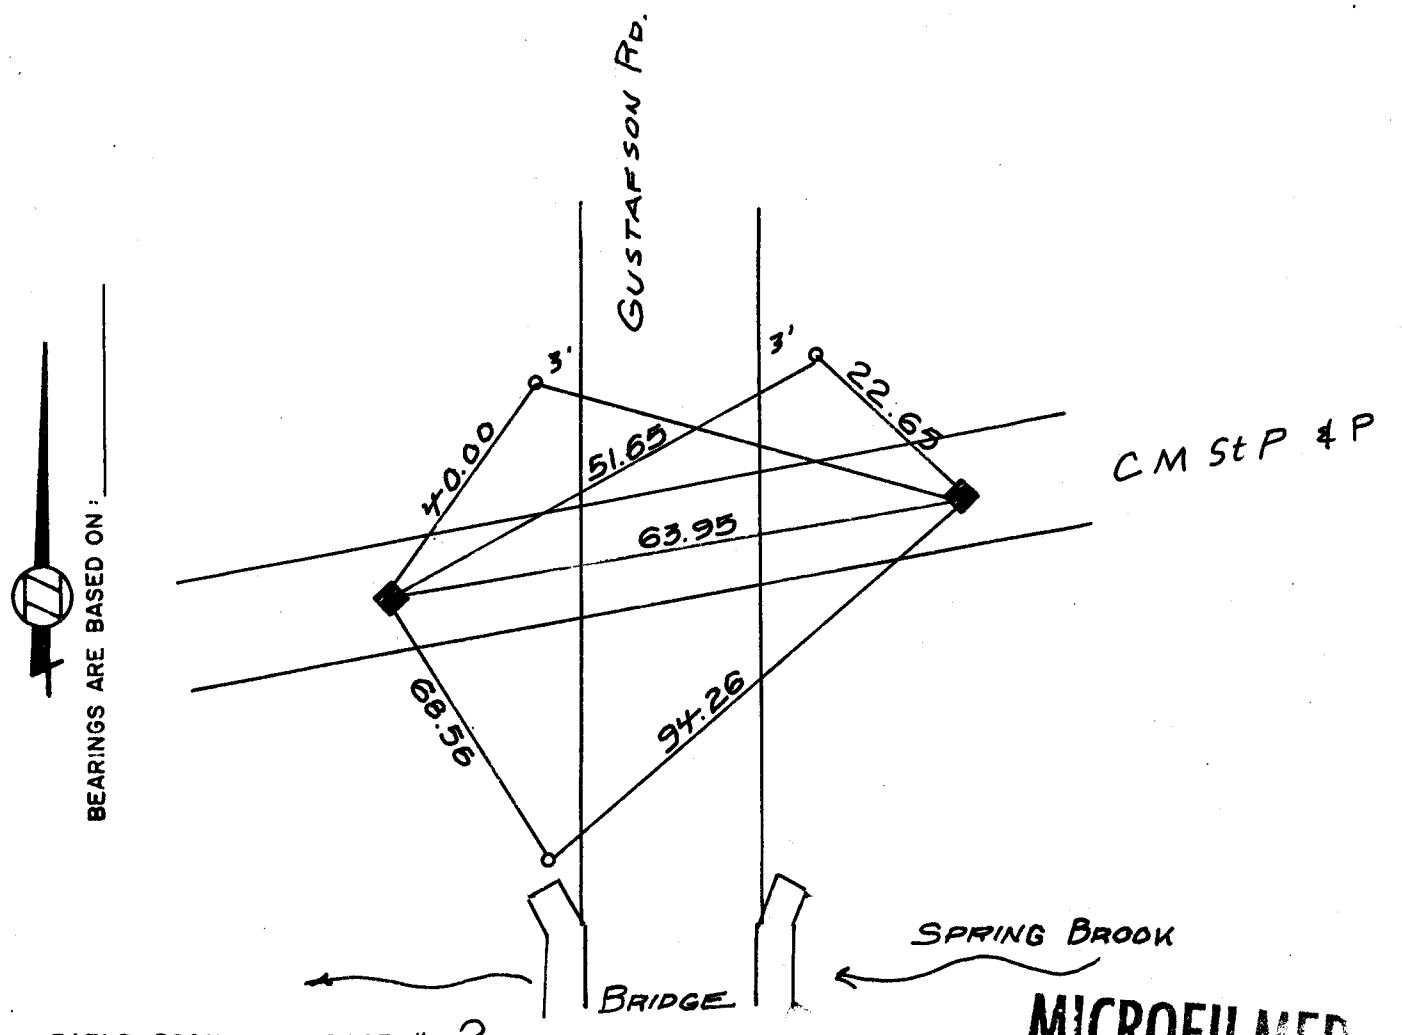 GUSTAFSON RD.
3'
3'
22.65
40.00
51.65
CM St P & P
63.95
BEARINGS ARE BASED ON:
68.56
94.26
SPRING BROOK
BRIDGE
MICROFILMED